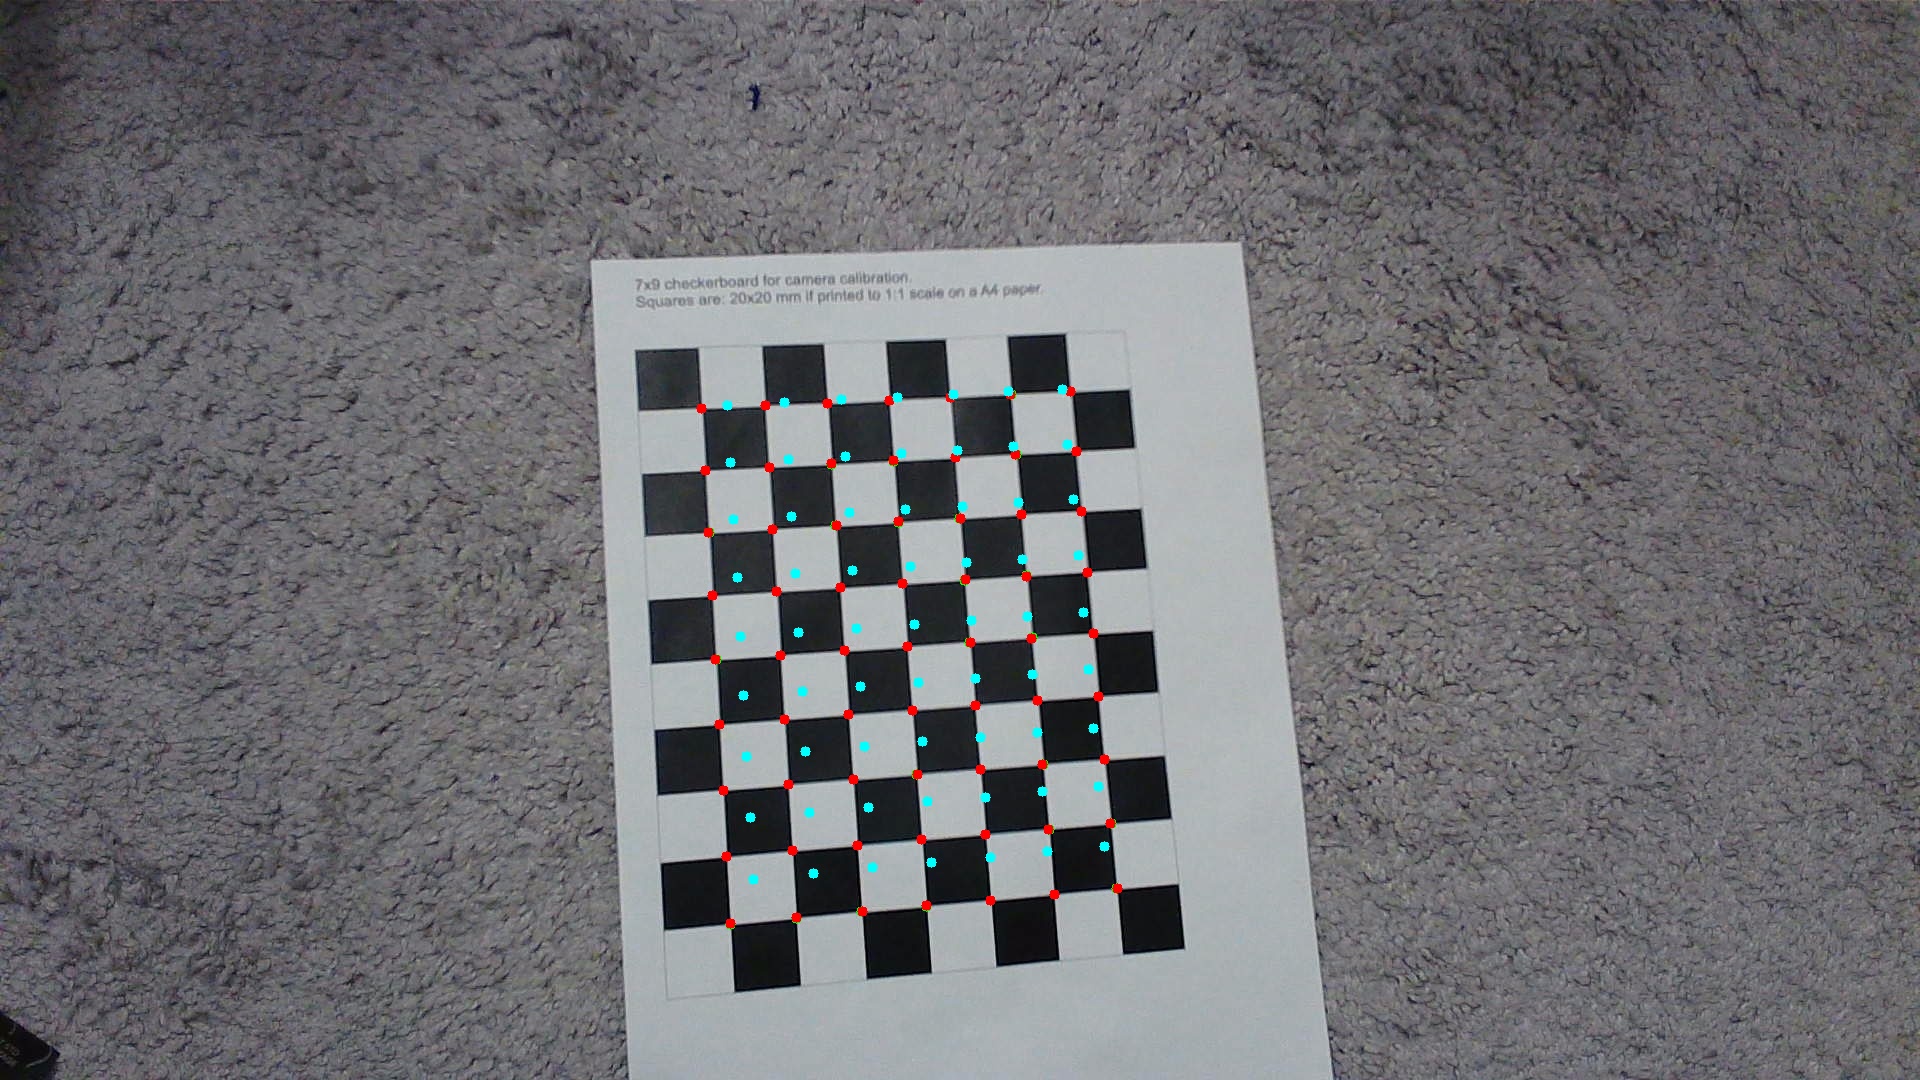 7x9 checkerboard for camera calibration.
Squares are: 20x20 mm if printed to 1:1 scale on a A4 paper.